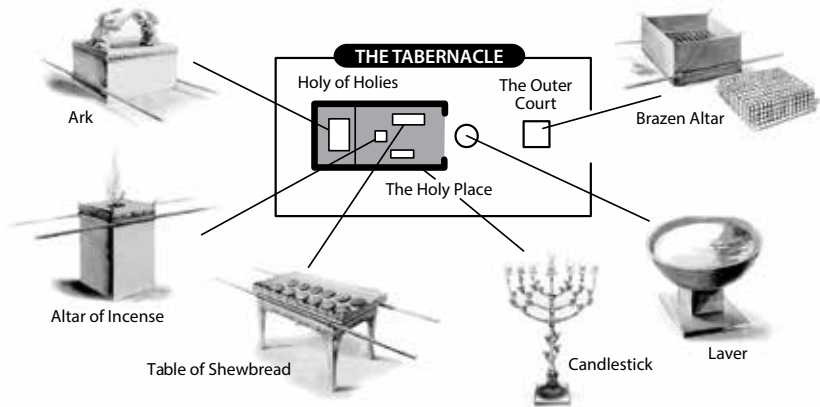 THE TABERNACLE
Holy of Holies
The Outer
Court
Ark
Brazen Altar
The Holy Place
Altar of Incense
Table of Shewbread
Candlestick
Laver